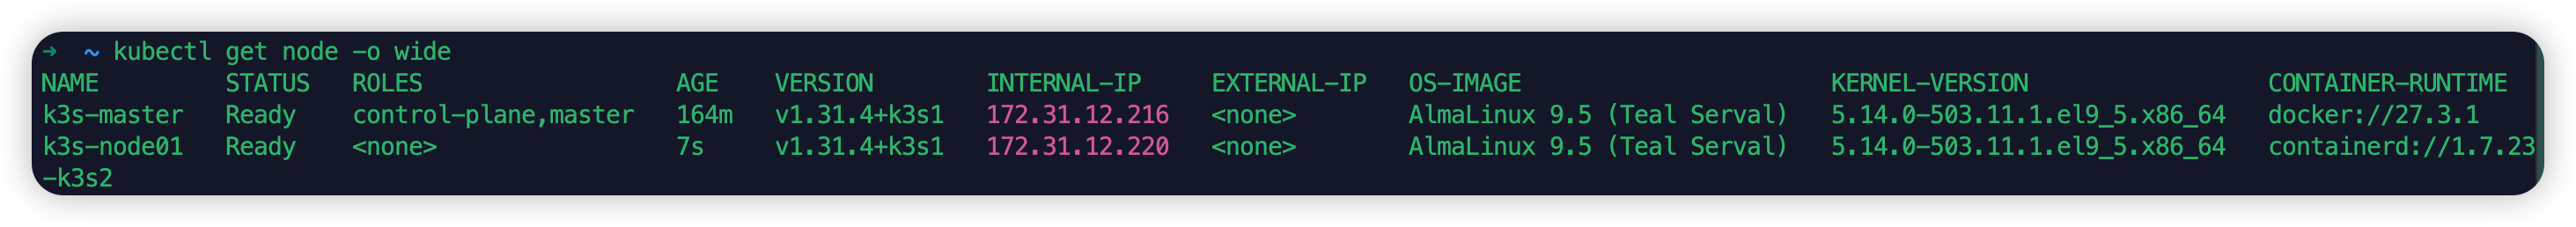 ➜  ~ kubectl get node -o wide
NAME         STATUS   ROLES                  AGE    VERSION        INTERNAL-IP     EXTERNAL-IP   OS-IMAGE                      KERNEL-VERSION                 CONTAINER-RUNTIME
k3s-master   Ready    control-plane,master   164m   v1.31.4+k3s1   172.31.12.216   <none>        AlmaLinux 9.5 (Teal Serval)   5.14.0-503.11.1.el9_5.x86_64   docker://27.3.1
k3s-node01   Ready    <none>                 7s     v1.31.4+k3s1   172.31.12.220   <none>        AlmaLinux 9.5 (Teal Serval)   5.14.0-503.11.1.el9_5.x86_64   containerd://1.7.23
-k3s2